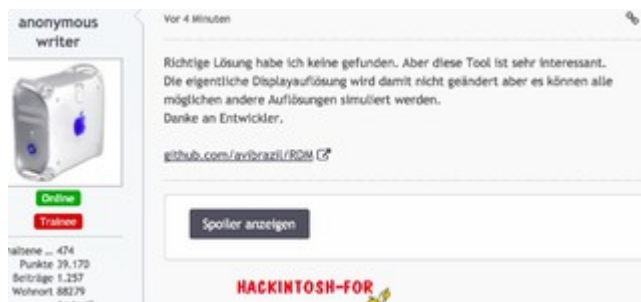 anonymous
writer
Vor 4 Minuten
Richtige Lösung habe ich keine gefunden. Aber diese Tool ist sehr interessant.
Die eigentliche Displayauflösung wird damit nicht geändert aber es können alle
möglichen andere Auflösungen simuliert werden.
Danke an Entwickler.
github.com/avibrazil/RDM
Online
Trainee
Spoiler anzeigen
altene ... 474
Punkte 39.170
Beiträge 1.257
Wohnort 88279
HACKINTOSH-FOR